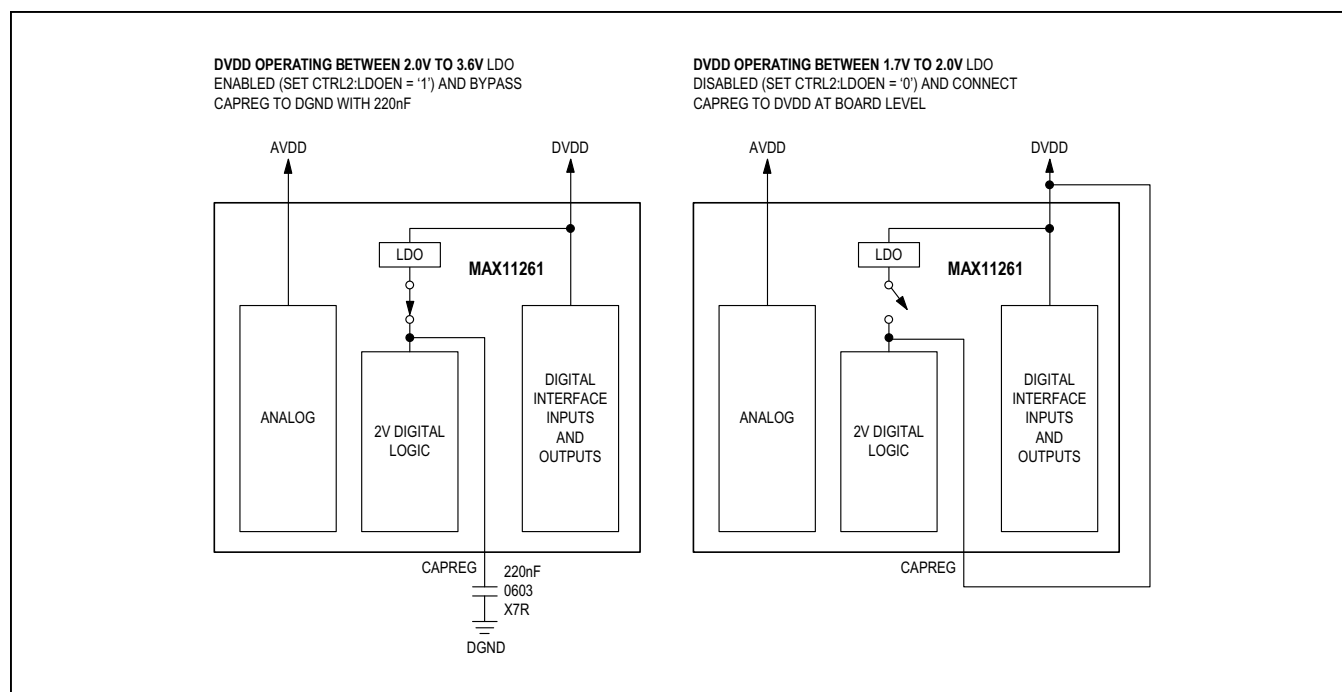 DVDD OPERATING BETWEEN 2.0V TO 3.6V LDO
ENABLED (SET CTRL2:LDOEN = ‘1’) AND BYPASS
CAPREG TO DGND WITH 220nF
AVDD
DVDD
LDO
MAX11261
ANALOG
2V DIGITAL
LOGIC
DIGITAL
INTERFACE
INPUTS
AND
OUTPUTS
CAPREG
220nF
0603
X7R
DGND
DVDD OPERATING BETWEEN 1.7V TO 2.0V LDO
DISABLED (SET CTRL2:LDOEN = ‘0’) AND CONNECT
CAPREG TO DVDD AT BOARD LEVEL
AVDD
DVDD
LDO
MAX11261
ANALOG
2V DIGITAL
LOGIC
DIGITAL
INTERFACE
INPUTS
AND
OUTPUTS
CAPREG